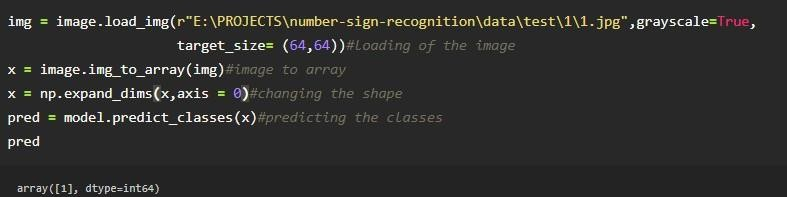 img = image.load_img(r"E:\PROJECTS\number-sign-recognition\data\test\1\1.jpg",grayscale=True,
target_size= (64,64))#loading of the image
x = image.img_to_array(img)#image to array
x = np.expand_dims(x,axis = 0)#changing the shape
pred = model.predict_classes(x)#predicting the classes
pred
array([1], dtype=int64)